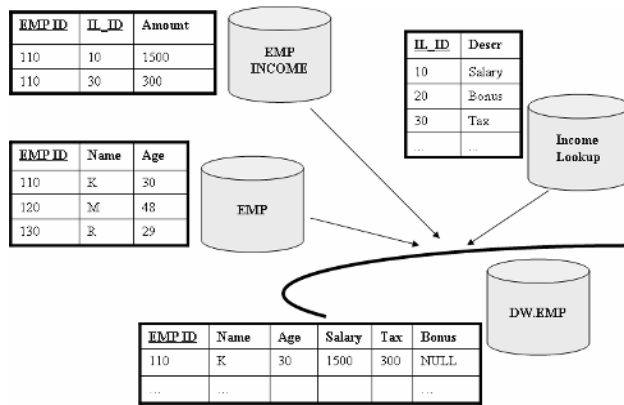 EMP ID IL_ID Amount
110 10 1500
110 30 300
EMP
INCOME
IL_ID Descr
10 Salary
20 Bonus
30 Tax
... ...
Income
Lookup
EMP ID Name Age
110 K 30
120 M 48
130 R 29
EMP
DW.EMP
EMP ID Name Age Salary Tax Bonus
110 K 30 1500 300 NULL
... ... ...